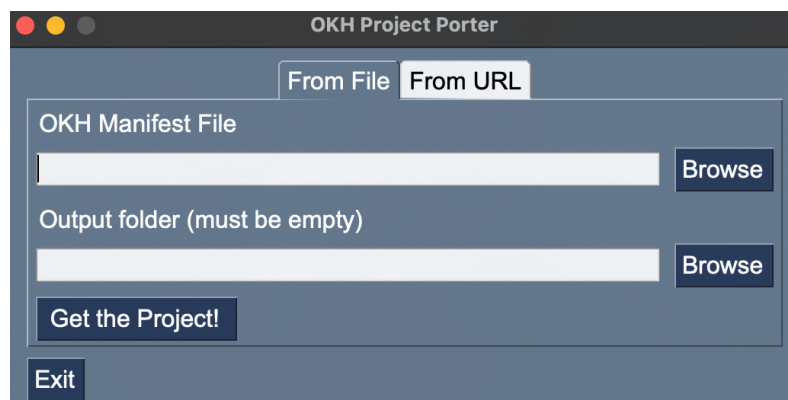 OKH Project Porter
From File From URL
OKH Manifest File
Browse
Output folder (must be empty)
Browse
Get the Project!
Exit